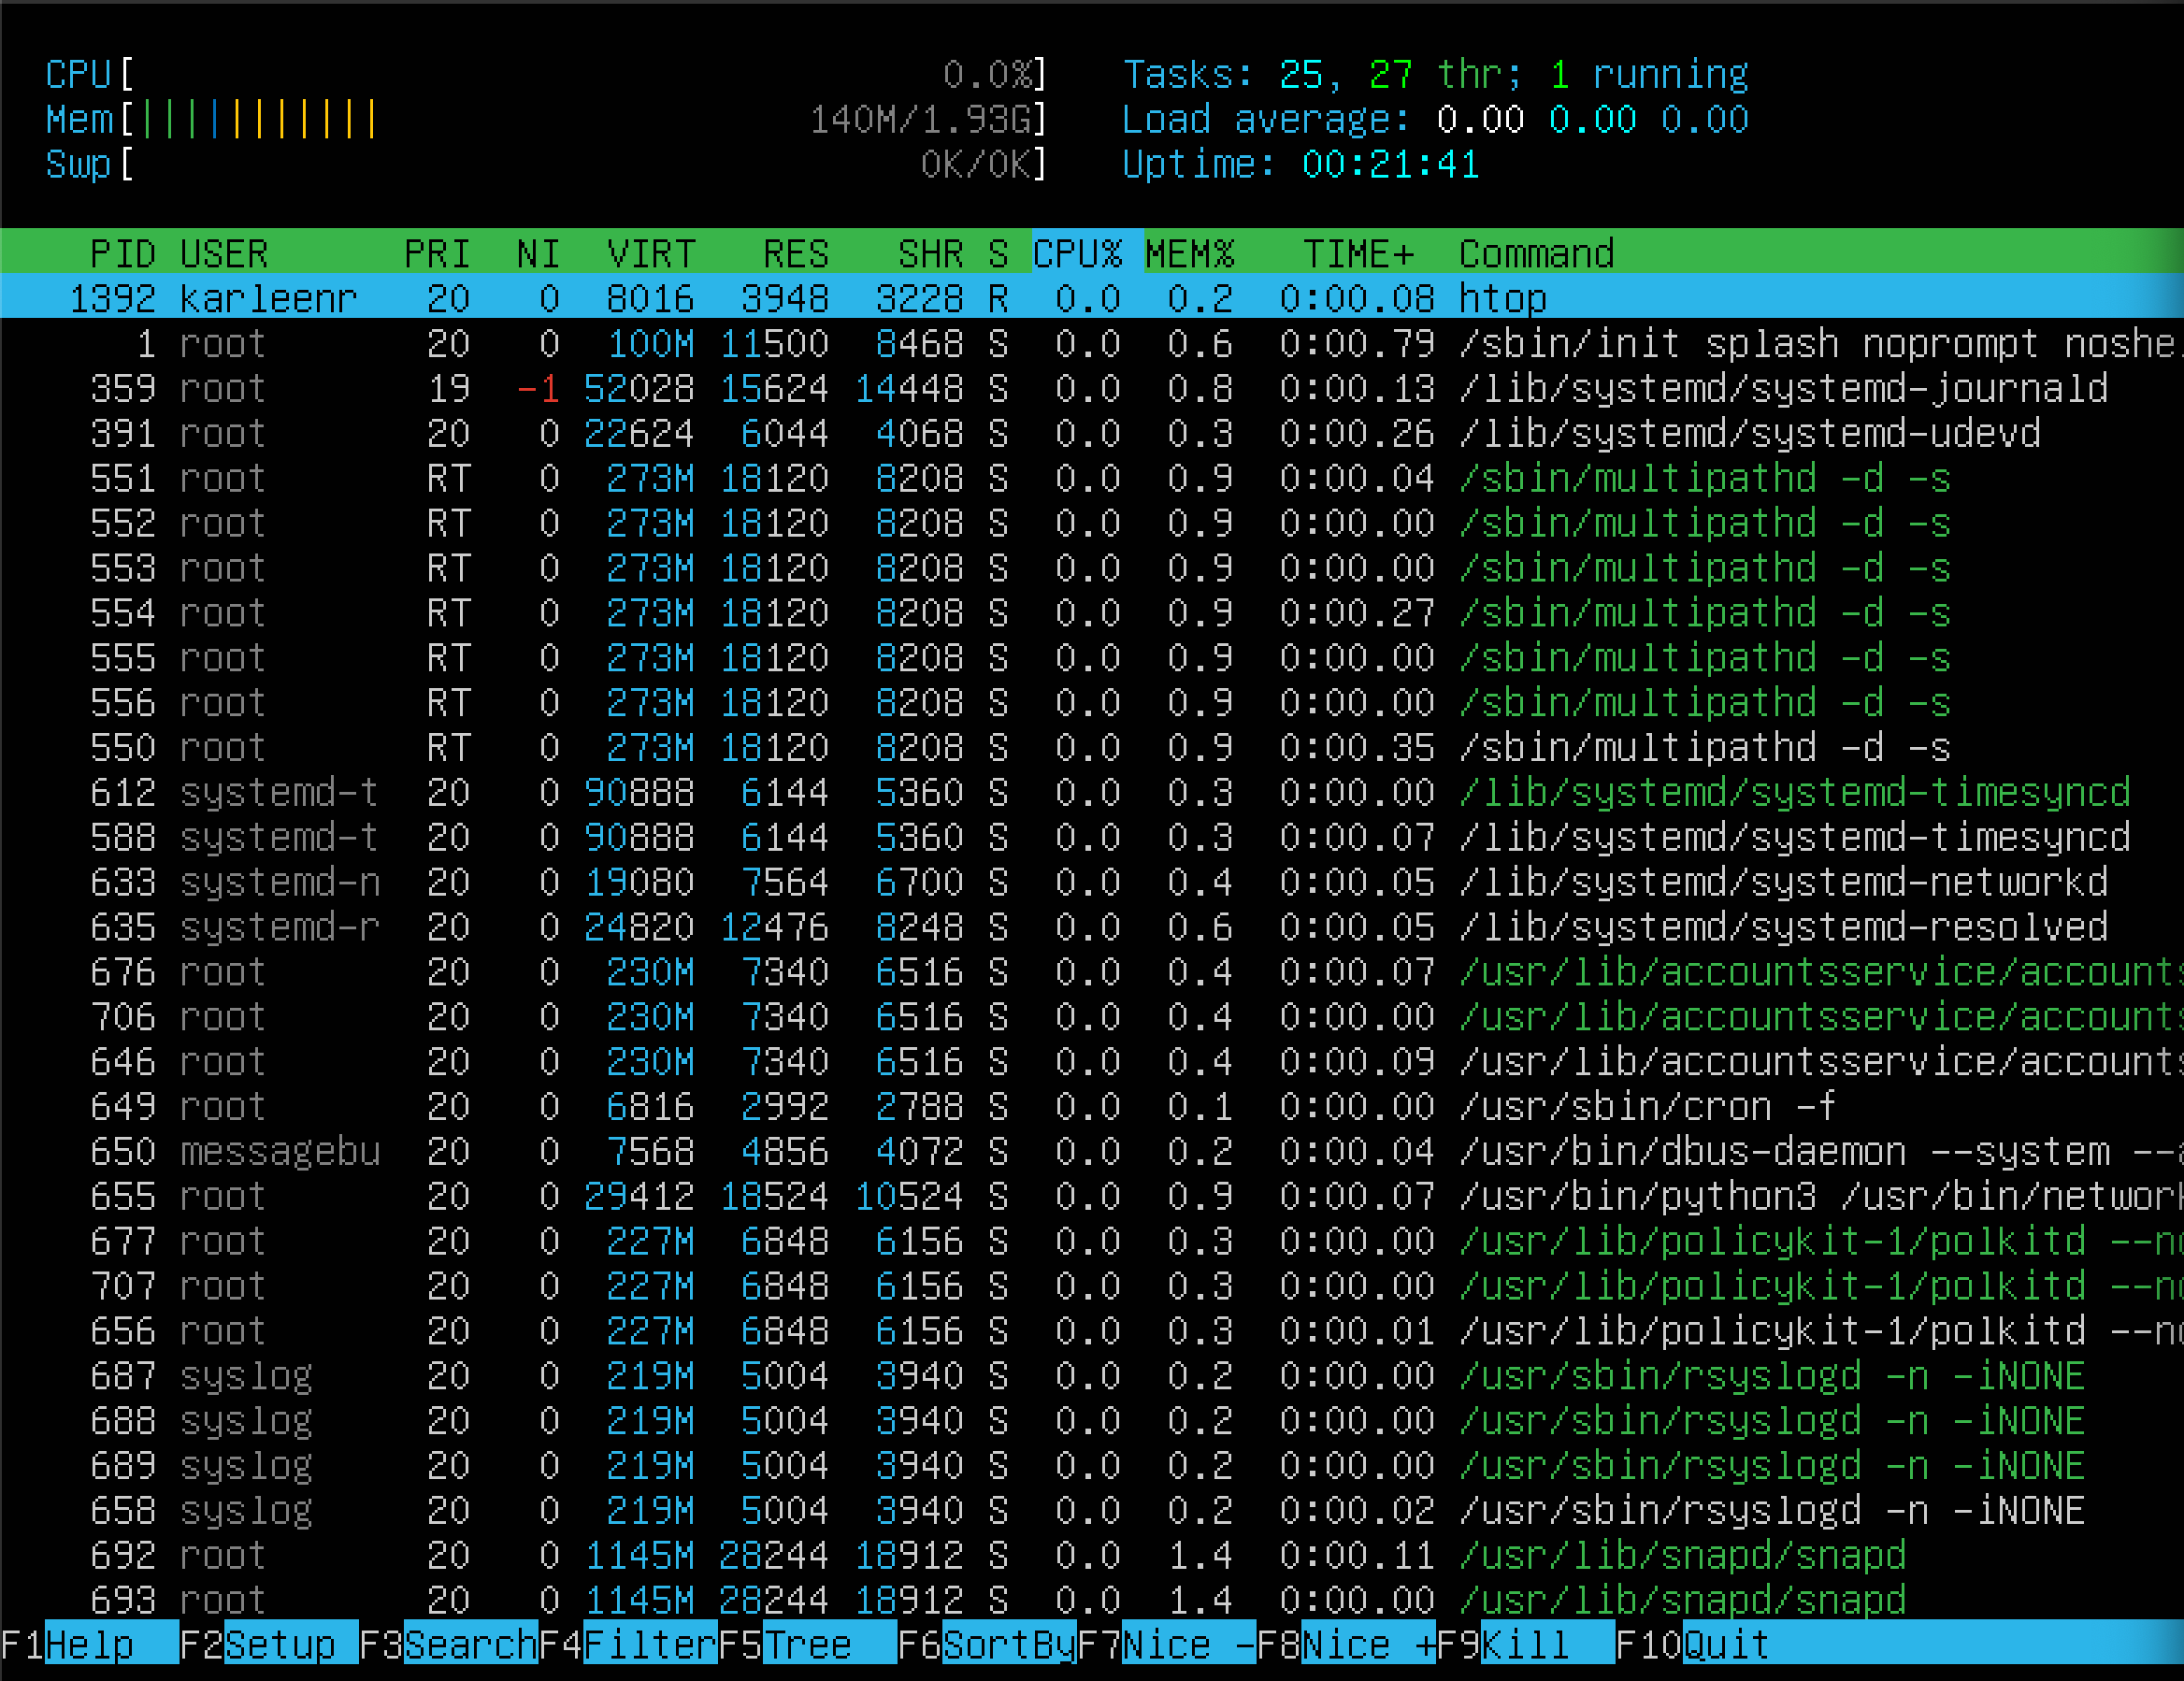 CPU[ 0.0%] Tasks: 25, 27 thr; 1 running
Mem[|||||||||||     140M/1.93G] Load average: 0.00 0.00 0.00
Swp[ 0K/0K] Uptime: 00:21:41
PID USER PRI NI VIRT RES SHR S CPU% MEM% TIME+ Command
1392 karleenr 20 0 8016 3948 3228 R 0.0 0.2 0:00.08 htop
1 root 20 0 100M 11500 8468 S 0.0 0.6 0:00.79 /sbin/init splash noprompt noshe
359 root 19 -1 52028 15624 14448 S 0.0 0.8 0:00.13 /lib/systemd/systemd-journald
391 root 20 0 22624 6044 4068 S 0.0 0.3 0:00.26 /lib/systemd/systemd-udevd
551 root RT 0 273M 18120 8208 S 0.0 0.9 0:00.04 /sbin/multipathd -d -s
552 root RT 0 273M 18120 8208 S 0.0 0.9 0:00.00 /sbin/multipathd -d -s
553 root RT 0 273M 18120 8208 S 0.0 0.9 0:00.00 /sbin/multipathd -d -s
554 root RT 0 273M 18120 8208 S 0.0 0.9 0:00.27 /sbin/multipathd -d -s
555 root RT 0 273M 18120 8208 S 0.0 0.9 0:00.00 /sbin/multipathd -d -s
556 root RT 0 273M 18120 8208 S 0.0 0.9 0:00.00 /sbin/multipathd -d -s
550 root RT 0 273M 18120 8208 S 0.0 0.9 0:00.35 /sbin/multipathd -d -s
612 systemd-t 20 0 90888 6144 5360 S 0.0 0.3 0:00.00 /lib/systemd/systemd-timesyncd
588 systemd-t 20 0 90888 6144 5360 S 0.0 0.3 0:00.07 /lib/systemd/systemd-timesyncd
633 systemd-n 20 0 19080 7564 6700 S 0.0 0.4 0:00.05 /lib/systemd/systemd-networkd
635 systemd-r 20 0 24820 12476 8248 S 0.0 0.6 0:00.05 /lib/systemd/systemd-resolved
676 root 20 0 230M 7340 6516 S 0.0 0.4 0:00.07 /usr/lib/accountsservice/accounts
706 root 20 0 230M 7340 6516 S 0.0 0.4 0:00.00 /usr/lib/accountsservice/accounts
646 root 20 0 230M 7340 6516 S 0.0 0.4 0:00.09 /usr/lib/accountsservice/accounts
649 root 20 0 6816 2992 2788 S 0.0 0.1 0:00.00 /usr/sbin/cron -f
650 messagebu 20 0 7568 4856 4072 S 0.0 0.2 0:00.04 /usr/bin/dbus-daemon --system --a
655 root 20 0 29412 18524 10524 S 0.0 0.9 0:00.07 /usr/bin/python3 /usr/bin/network
677 root 20 0 227M 6848 6156 S 0.0 0.3 0:00.00 /usr/lib/policykit-1/polkitd --no
707 root 20 0 227M 6848 6156 S 0.0 0.3 0:00.00 /usr/lib/policykit-1/polkitd --no
656 root 20 0 227M 6848 6156 S 0.0 0.3 0:00.01 /usr/lib/policykit-1/polkitd --no
687 syslog 20 0 219M 5004 3940 S 0.0 0.2 0:00.00 /usr/sbin/rsyslogd -n -iNONE
688 syslog 20 0 219M 5004 3940 S 0.0 0.2 0:00.00 /usr/sbin/rsyslogd -n -iNONE
689 syslog 20 0 219M 5004 3940 S 0.0 0.2 0:00.00 /usr/sbin/rsyslogd -n -iNONE
658 syslog 20 0 219M 5004 3940 S 0.0 0.2 0:00.02 /usr/sbin/rsyslogd -n -iNONE
692 root 20 0 1145M 28244 18912 S 0.0 1.4 0:00.11 /usr/lib/snapd/snapd
693 root 20 0 1145M 28244 18912 S 0.0 1.4 0:00.00 /usr/lib/snapd/snapd
F1Help F2Setup F3SearchF4FilterF5Tree F6SortByF7Nice -F8Nice +F9Kill F10Quit